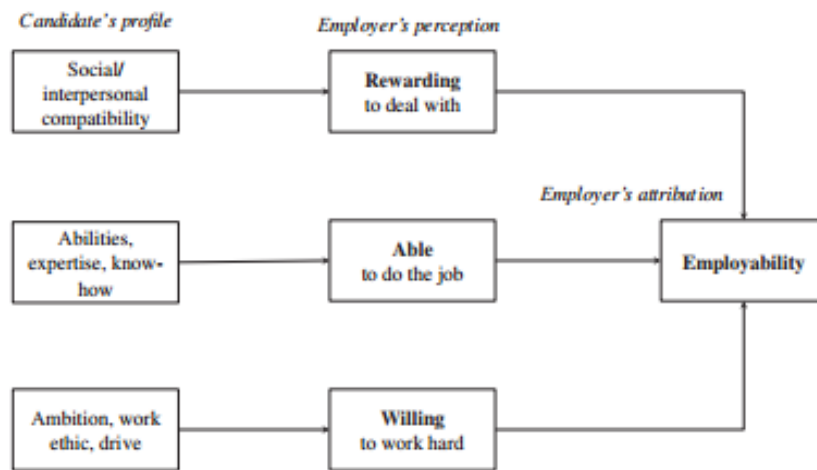 Candidate's profile
Employer's perception
Social/
interpersonal
compatibility
Rewarding
to deal with
Employer's attribution
Abilities,
expertise, know-
how
Able
to do the job
Employability
Ambition, work
ethic, drive
Willing
to work hard